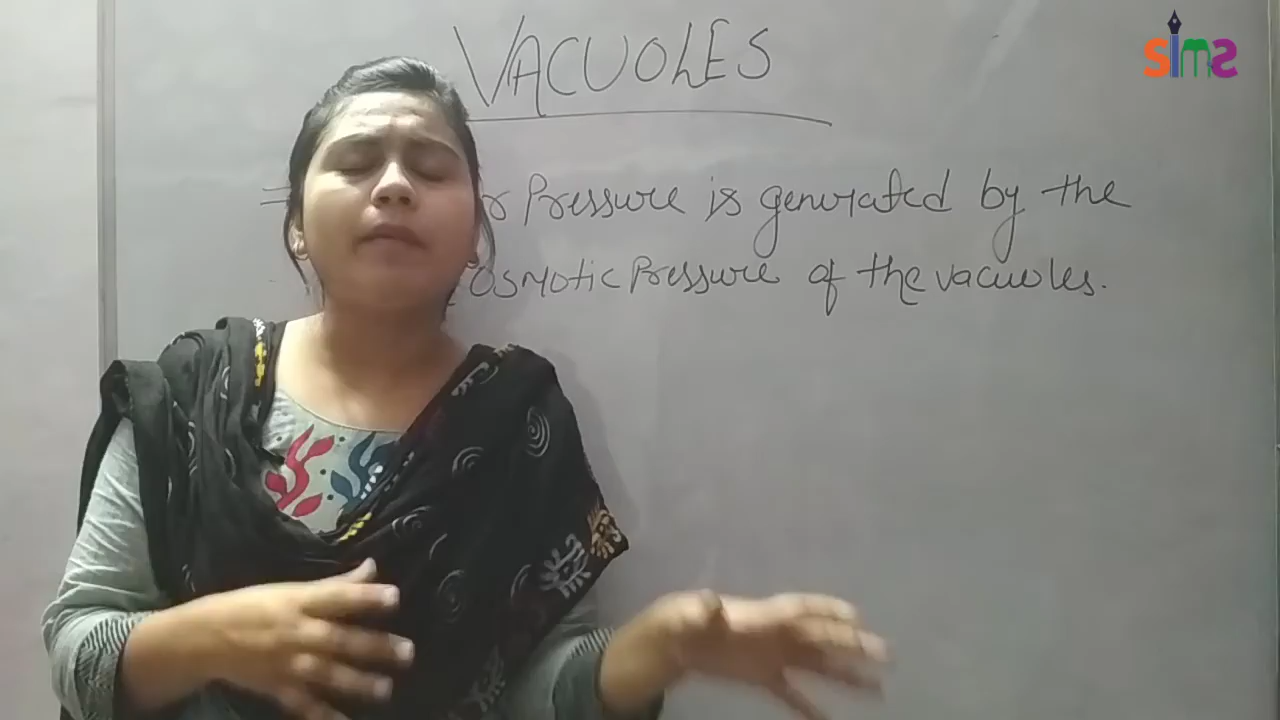 VACUOLES
sims
Pressure is generated by the
osmotic Pressure of the vacuoles.